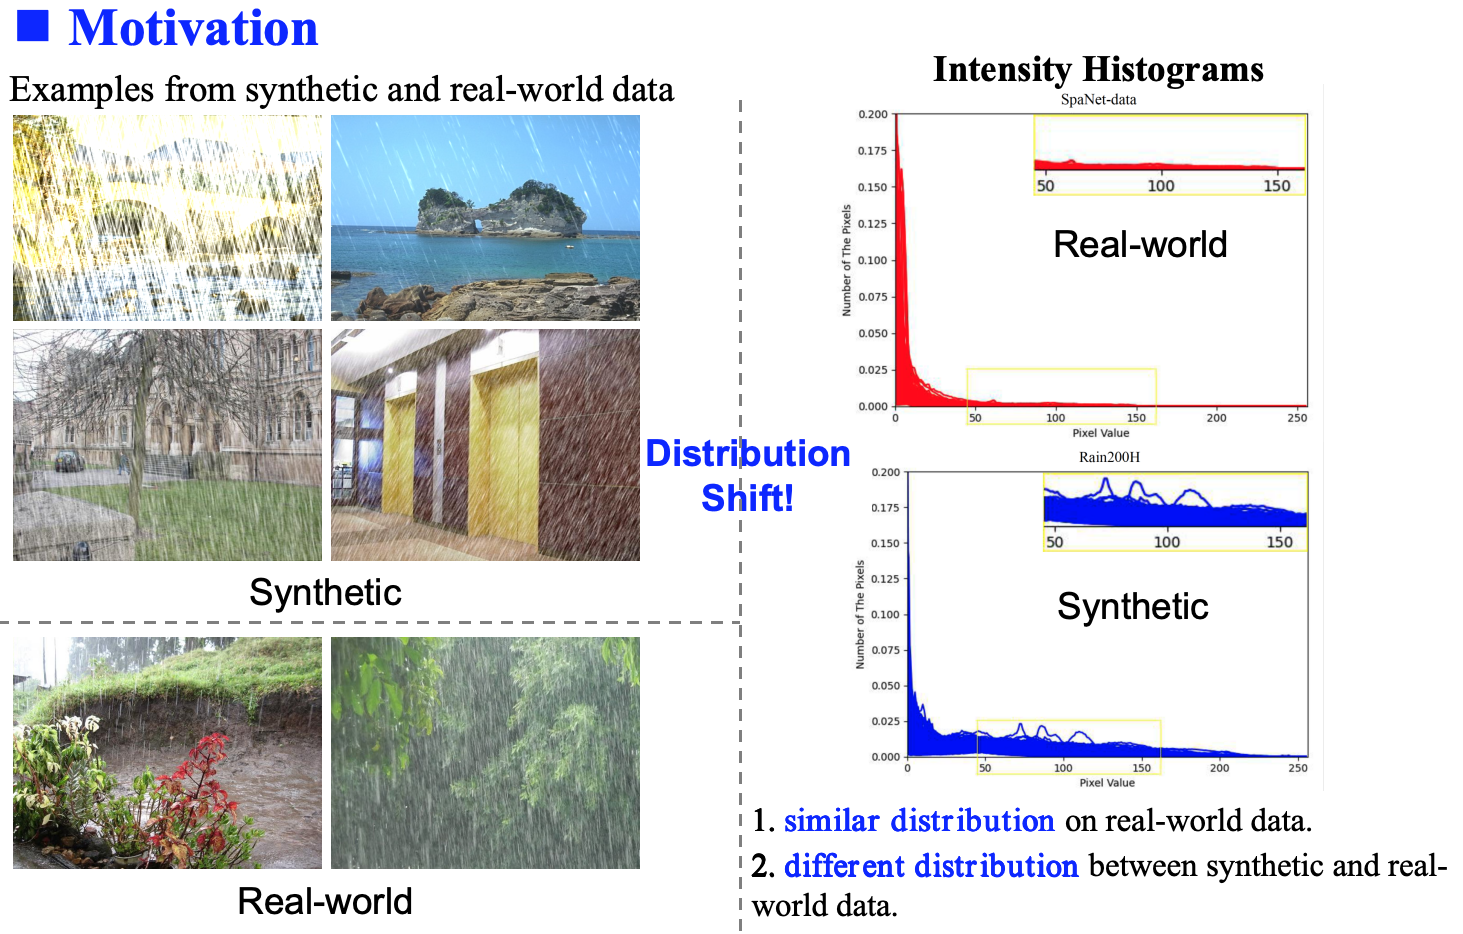 Motivation
Examples from synthetic and real-world data
Synthetic
Real-world
Distribution
Shift!
Intensity Histograms
SpaNet-data
0.200
0.175
0.150
0.125
0.100
0.075
0.050
0.025
0.000
Number of The Pixels
50 100 150
Real-world
0 50 100 150 200 250
Pixel Value
Rain200H
0.200
0.175
0.150
0.125
0.100
0.075
0.050
0.025
0.000
Number of The Pixels
50 100 150
Synthetic
0 50 100 150 200 250
Pixel Value
1. similar distribution on real-world data.
2. different distribution between synthetic and real-
world data.